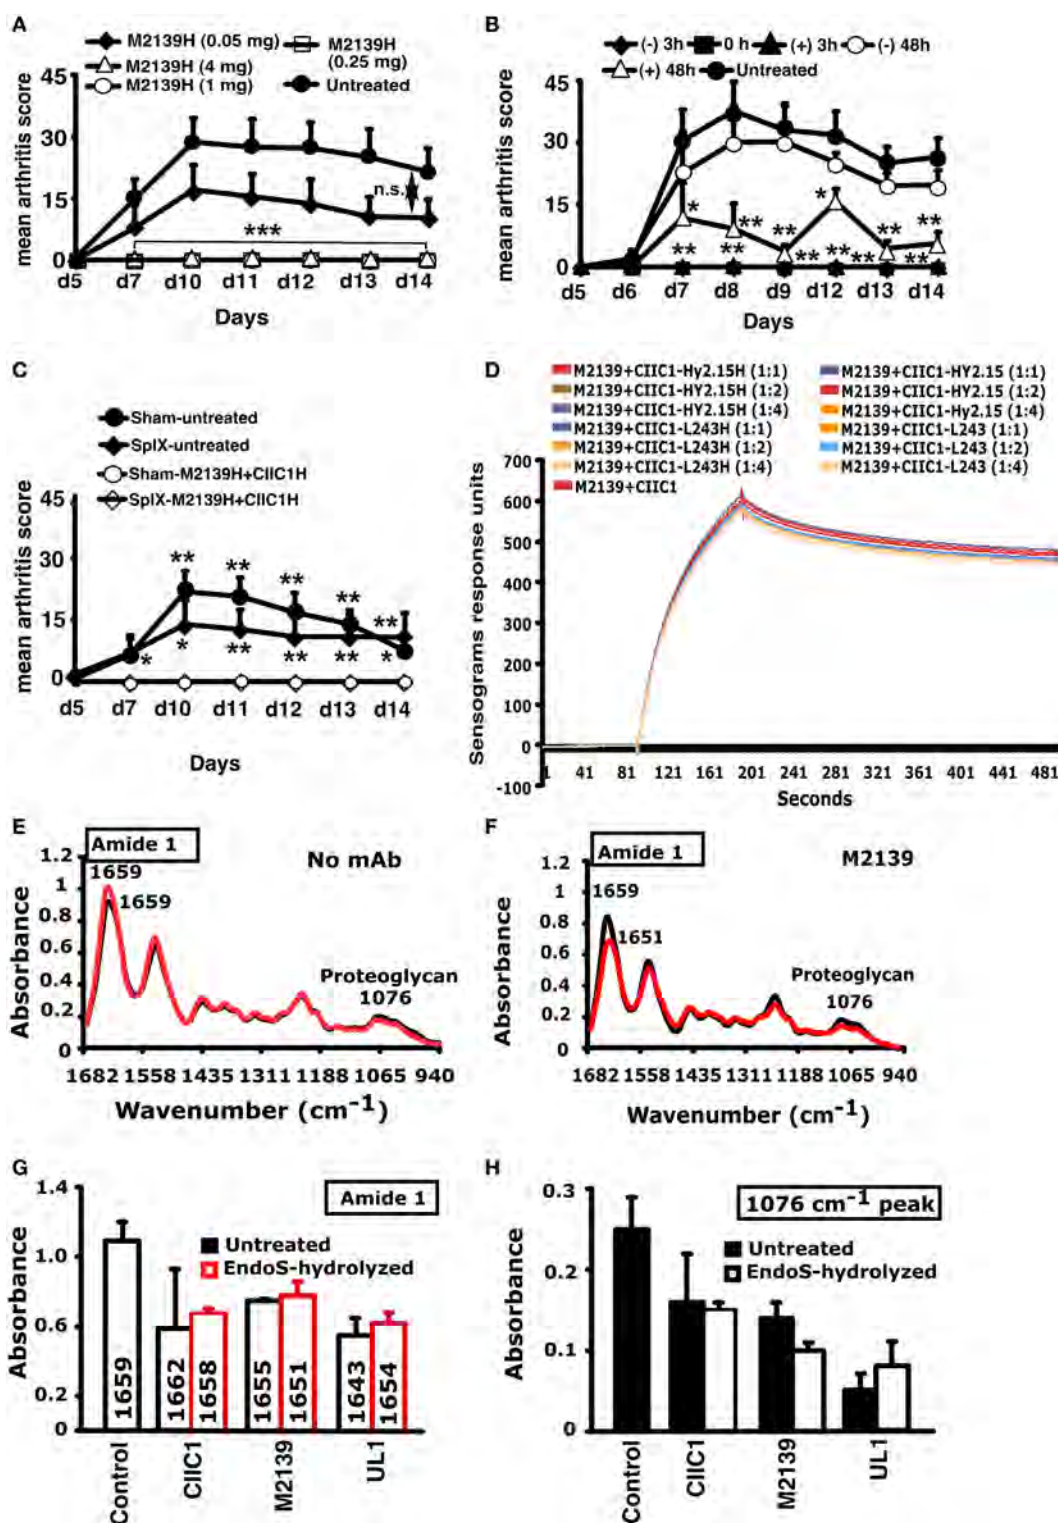 A
M2139H (0.05 mg)
M2139H (4 mg)
M2139H (1 mg)
M2139H
(0.25 mg)
Untreated
45
30
15
0
mean arthritis score
n.s.
***
d5 d7 d10 d11 d12 d13 d14
Days
B
(-) 3h
0 h
(+) 3h
(-) 48h
(+) 48h
Untreated
45
30
15
0
mean arthritis score
* ** ** * ** **
** ** ** ** ** **
d5 d6 d7 d8 d9 d12 d13 d14
Days
C
Sham-untreated
SplX-untreated
Sham-M2139H+CIIC1H
SplX-M2139H+CIIC1H
45
30
15
0
mean arthritis score
** ** ** ** **
* * ** ** ** *
d5 d7 d10 d11 d12 d13 d14
Days
D
M2139+CIIC1-Hy2.15H (1:1)
M2139+CIIC1-HY2.15H (1:2)
M2139+CIIC1-HY2.15H (1:4)
M2139+CIIC1-L243H (1:1)
M2139+CIIC1-L243H (1:2)
M2139+CIIC1-L243H (1:4)
M2139+CIIC1
M2139+CIIC1-HY2.15 (1:1)
M2139+CIIC1-HY2.15 (1:2)
M2139+CIIC1-Hy2.15 (1:4)
M2139+CIIC1-L243 (1:1)
M2139+CIIC1-L243 (1:2)
M2139+CIIC1-L243 (1:4)
700
600
500
400
300
200
100
0
-100
Sensograms response units
1 41 81 121 161 201 241 281 321 361 401 441 481
Seconds
E
Amide 1
No mAb
1.2
1
0.8
0.6
0.4
0.2
0
Absorbance
1659
1659
Proteoglycan
1076
1682 1558 1435 1311 1188 1065 940
Wavenumber (cm⁻¹)
F
Amide 1
M2139
1.2
1
0.8
0.6
0.4
0.2
0
Absorbance
1659
1651
Proteoglycan
1076
1682 1558 1435 1311 1188 1065 940
Wavenumber (cm⁻¹)
G
Amide 1
Untreated
EndoS-hydrolyzed
1.4
1.0
0.6
0.2
0
Absorbance
1659 1662 1658 1655 1651 1643 1654
Control CIIC1 M2139 UL1
H
1076 cm⁻¹ peak
Untreated
EndoS-hydrolyzed
0.3
0.2
0.1
0
Absorbance
Control CIIC1 M2139 UL1